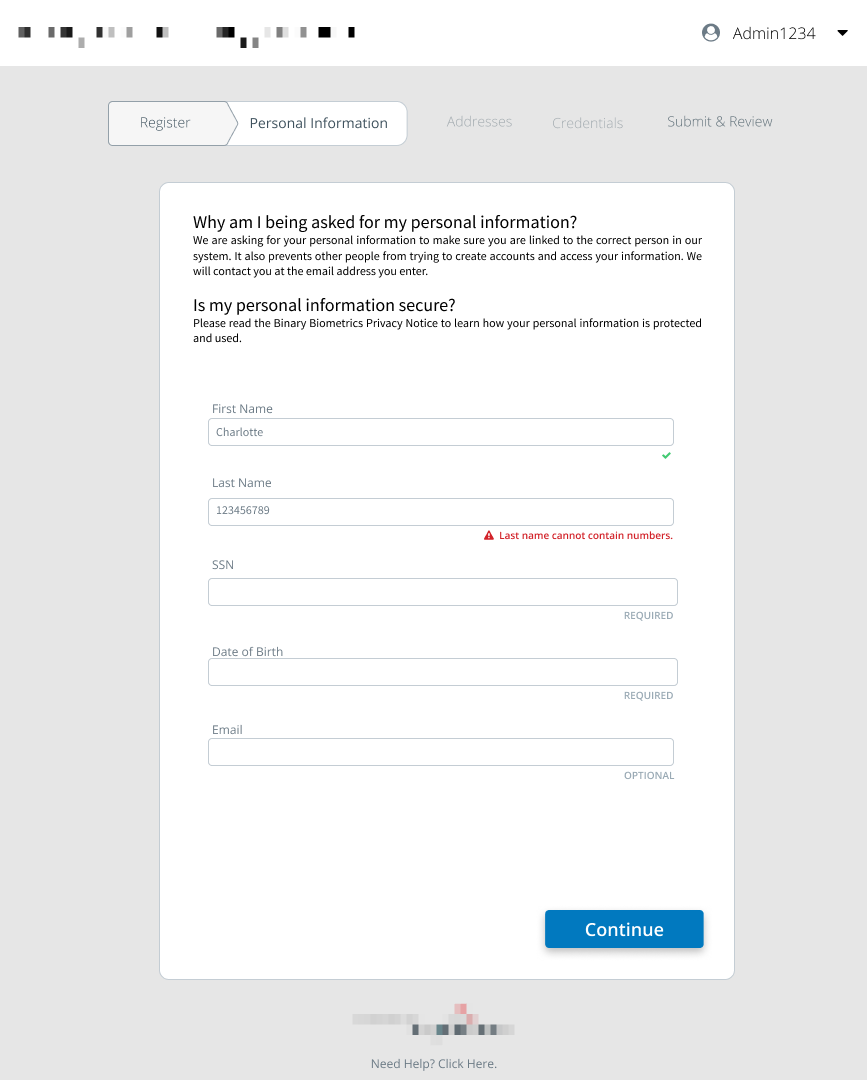 Admin1234
Register
Personal Information
Addresses
Credentials
Submit & Review
Why am I being asked for my personal information?
We are asking for your personal information to make sure you are linked to the correct person in our
system. It also prevents other people from trying to create accounts and access your information. We
will contact you at the email address you enter.
Is my personal information secure?
Please read the Binary Biometrics Privacy Notice to learn how your personal information is protected
and used.
First Name
Charlotte
Last Name
123456789
Last name cannot contain numbers.
SSN
REQUIRED
Date of Birth
REQUIRED
Email
OPTIONAL
Continue
Need Help? Click Here.